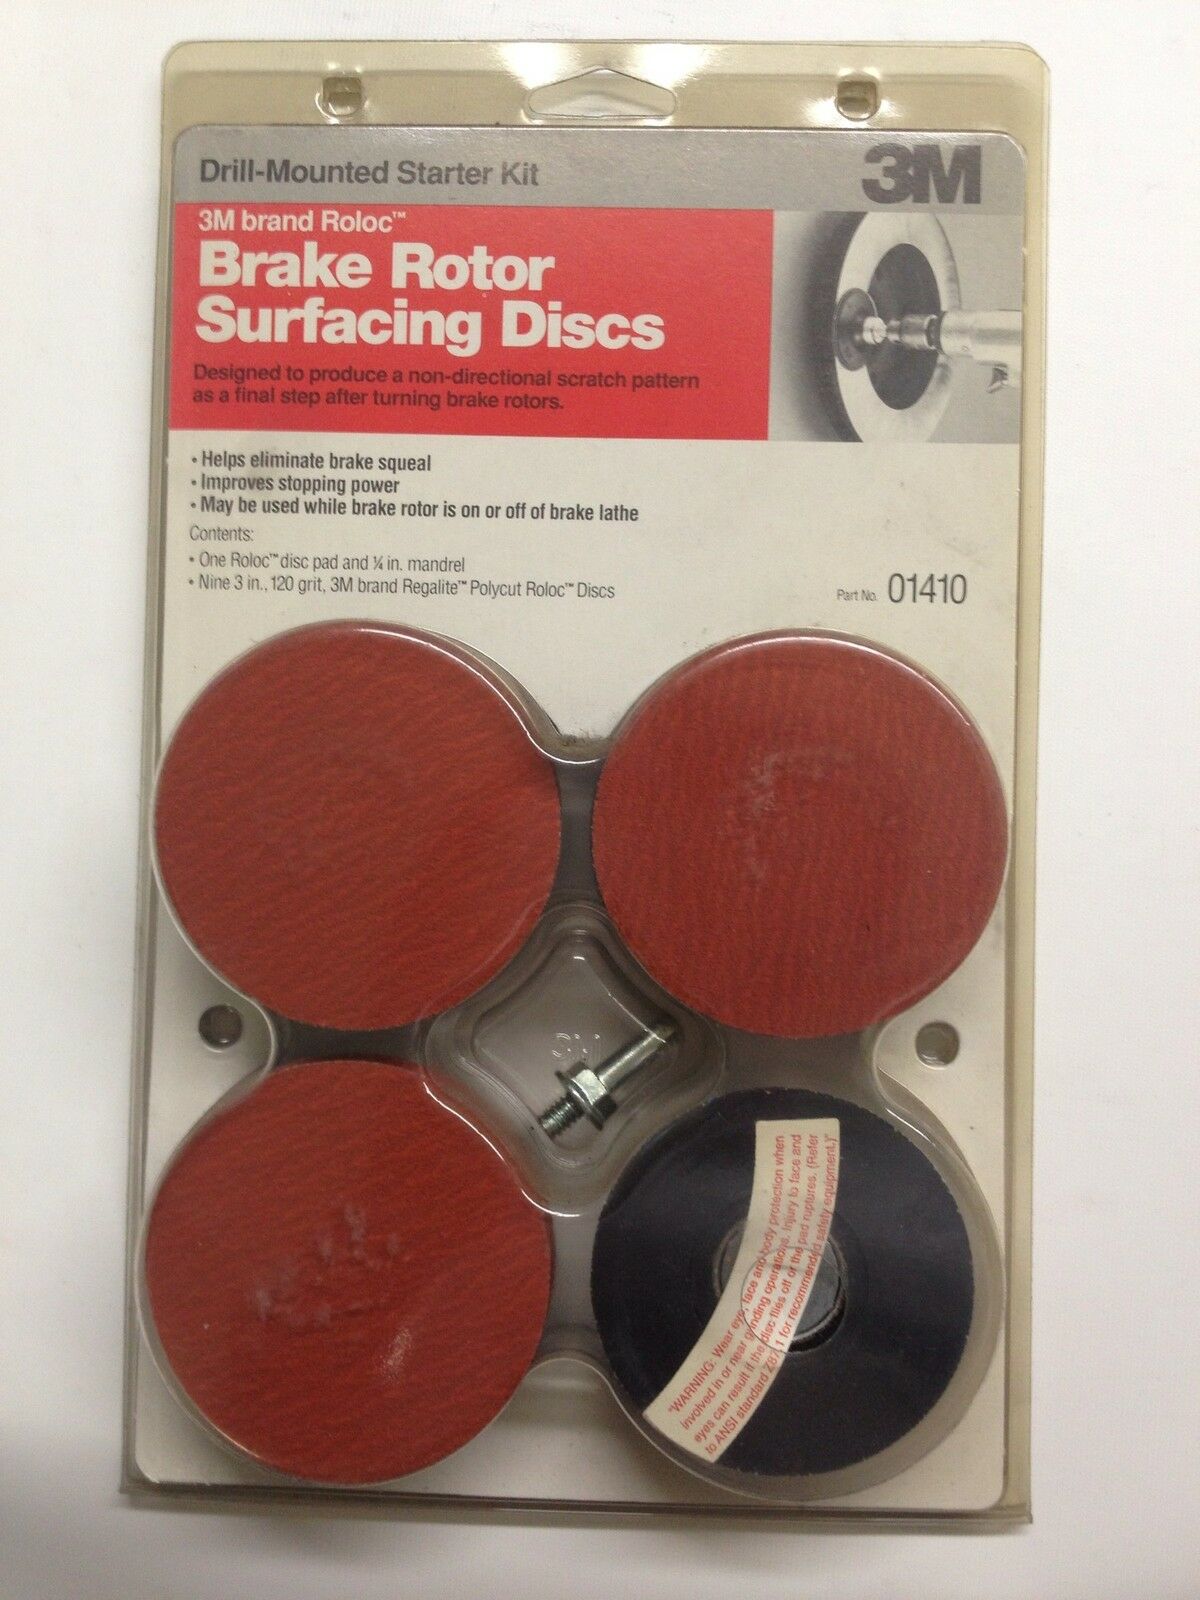 Drill-Mounted Starter Kit
3M
3M brand Roloc™
Brake Rotor
Surfacing Discs
Designed to produce a non-directional scratch pattern
as a final step after turning brake rotors.
• Helps eliminate brake squeal
• Improves stopping power
• May be used while brake rotor is on or off of brake lathe
Contents:
• One Roloc™ disc pad and ¼ in. mandrel
• Nine 3 in., 120 grit, 3M brand Regalite™ Polycut Roloc™ Discs
Part No. 01410
3M
"WARNING: Wear eye, face and body protection when
involved in or near grinding operations. Injury to face and
eyes can result if the disc flies off or the pad ruptures. (Refer
to ANSI standard Z87.1 for recommended safety equipment.)"